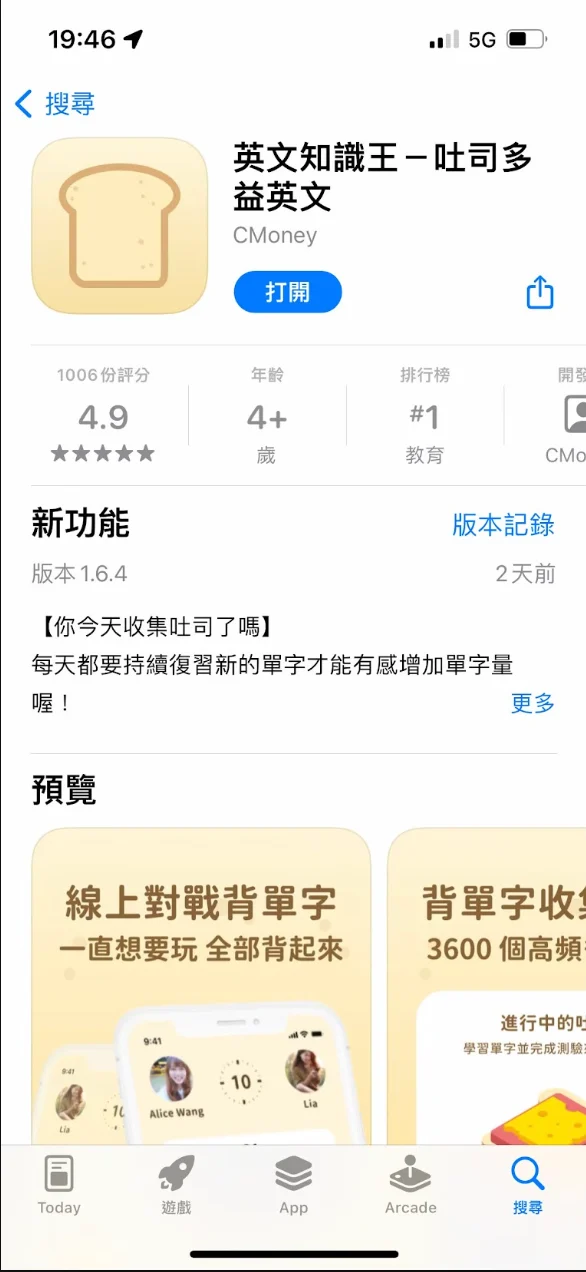 19:46
5G
搜尋
英文知識王－吐司多
益英文
CMoney
打開
1006份評分
年齡
排行榜
4.9
4+
#1
★★★★★
歲
教育
新功能
版本記錄
版本 1.6.4
2 天前
【你今天收集吐司了嗎】
每天都要持續復習新的單字才能有感增加單字量
喔！
更多
預覽
線上對戰背單字
一直想要玩 全部背起來
9:41
Alice Wang
10
Lia
9:41
Lia
背單字收
3600 個高頻
進行中的
學習單字並完成測驗
Today
遊戲
App
Arcade
搜尋